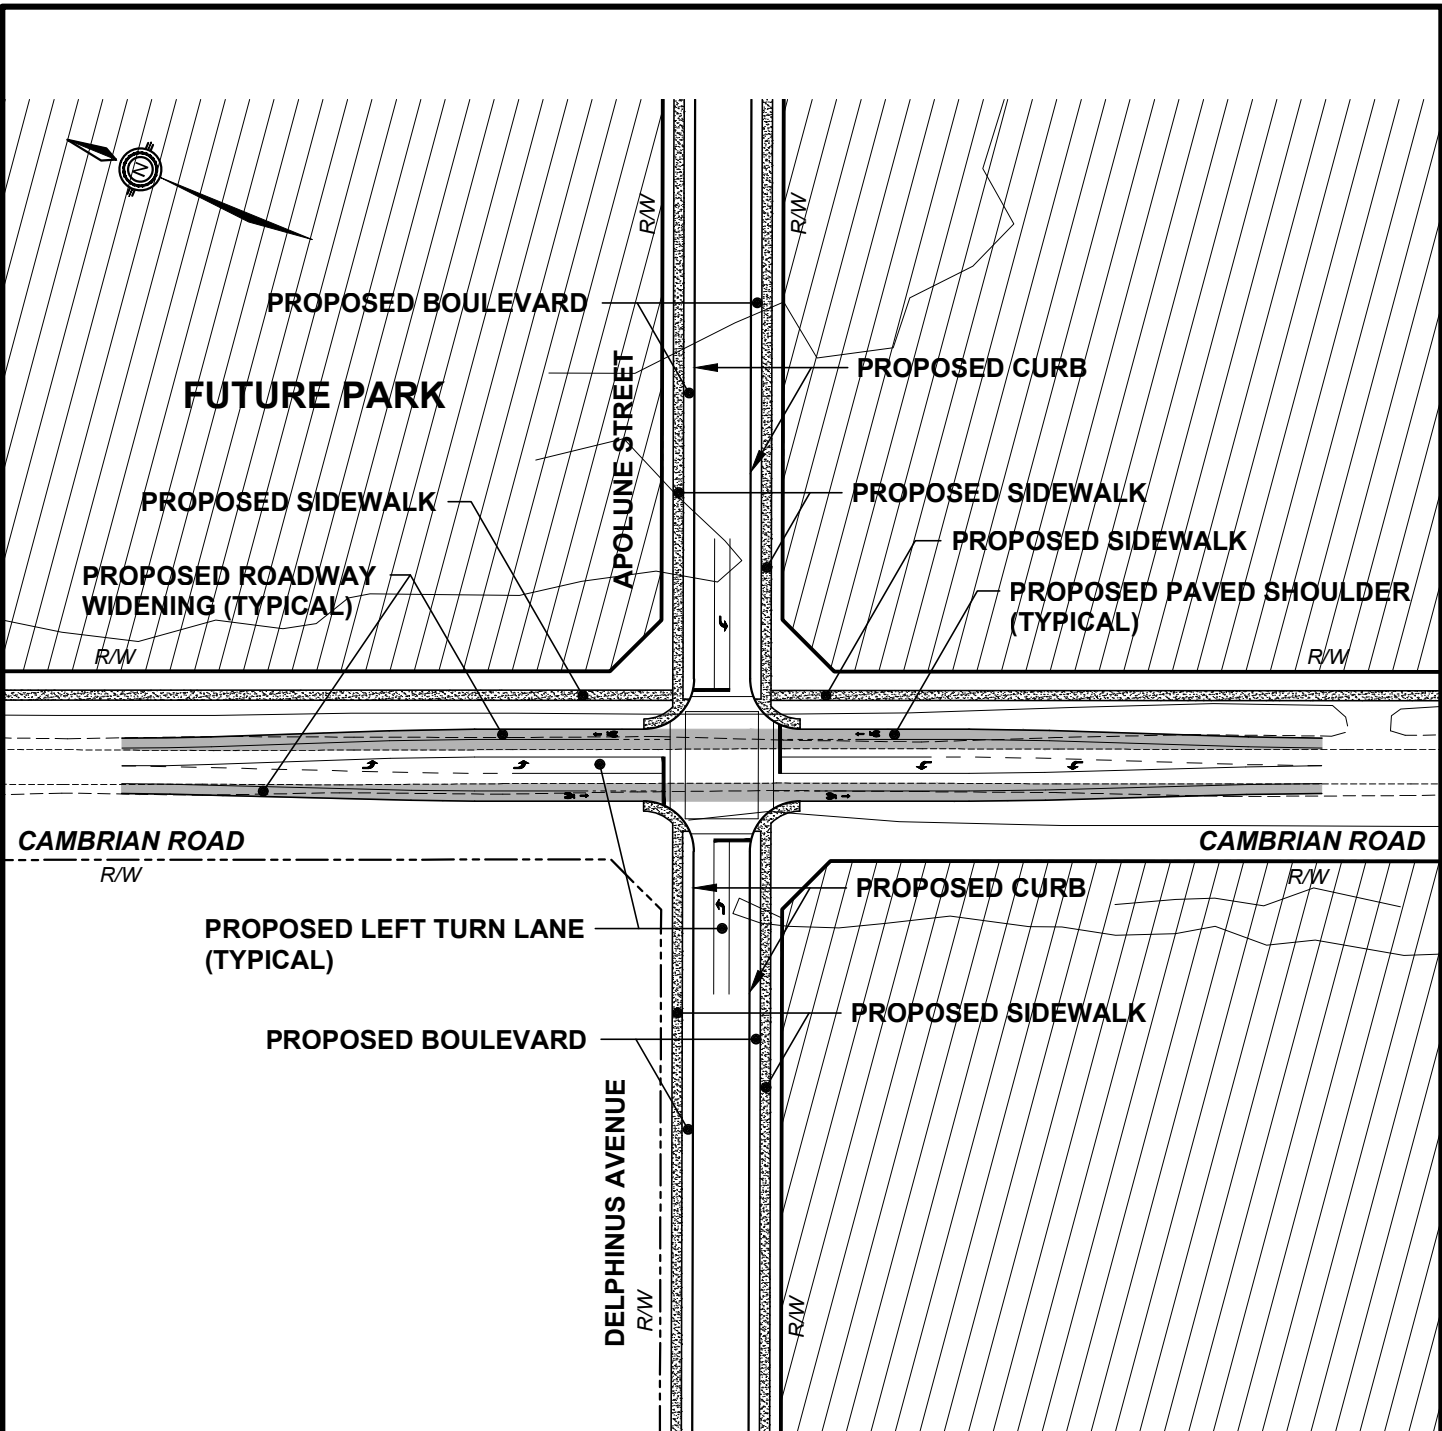 N
R/W
R/W
PROPOSED BOULEVARD
PROPOSED CURB
FUTURE PARK
APOLUNE STREET
PROPOSED SIDEWALK
PROPOSED SIDEWALK
PROPOSED SIDEWALK
PROPOSED ROADWAY
WIDENING (TYPICAL)
PROPOSED PAVED SHOULDER
(TYPICAL)
R/W
R/W
CAMBRIAN ROAD
CAMBRIAN ROAD
R/W
R/W
PROPOSED CURB
PROPOSED LEFT TURN LANE
(TYPICAL)
PROPOSED SIDEWALK
PROPOSED BOULEVARD
DELPHINUS AVENUE
R/W
R/W